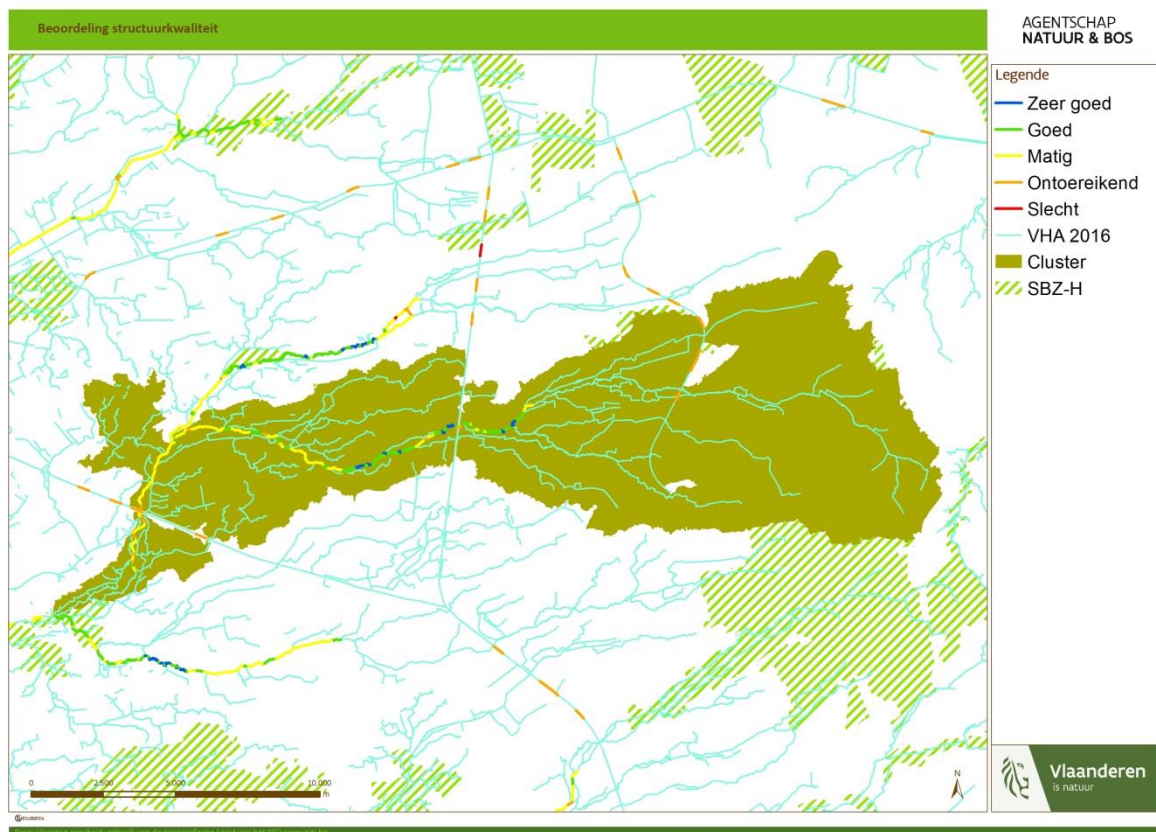 Beoordeling structuurkwaliteit
AGENTSCHAP
NATUUR & BOS
Legende
Zeer goed
Goed
Matig
Ontoereikend
Slecht
VHA 2016
Cluster
SBZ-H
0 2.500 5.000 10.000
m
N
Vlaanderen
is natuur